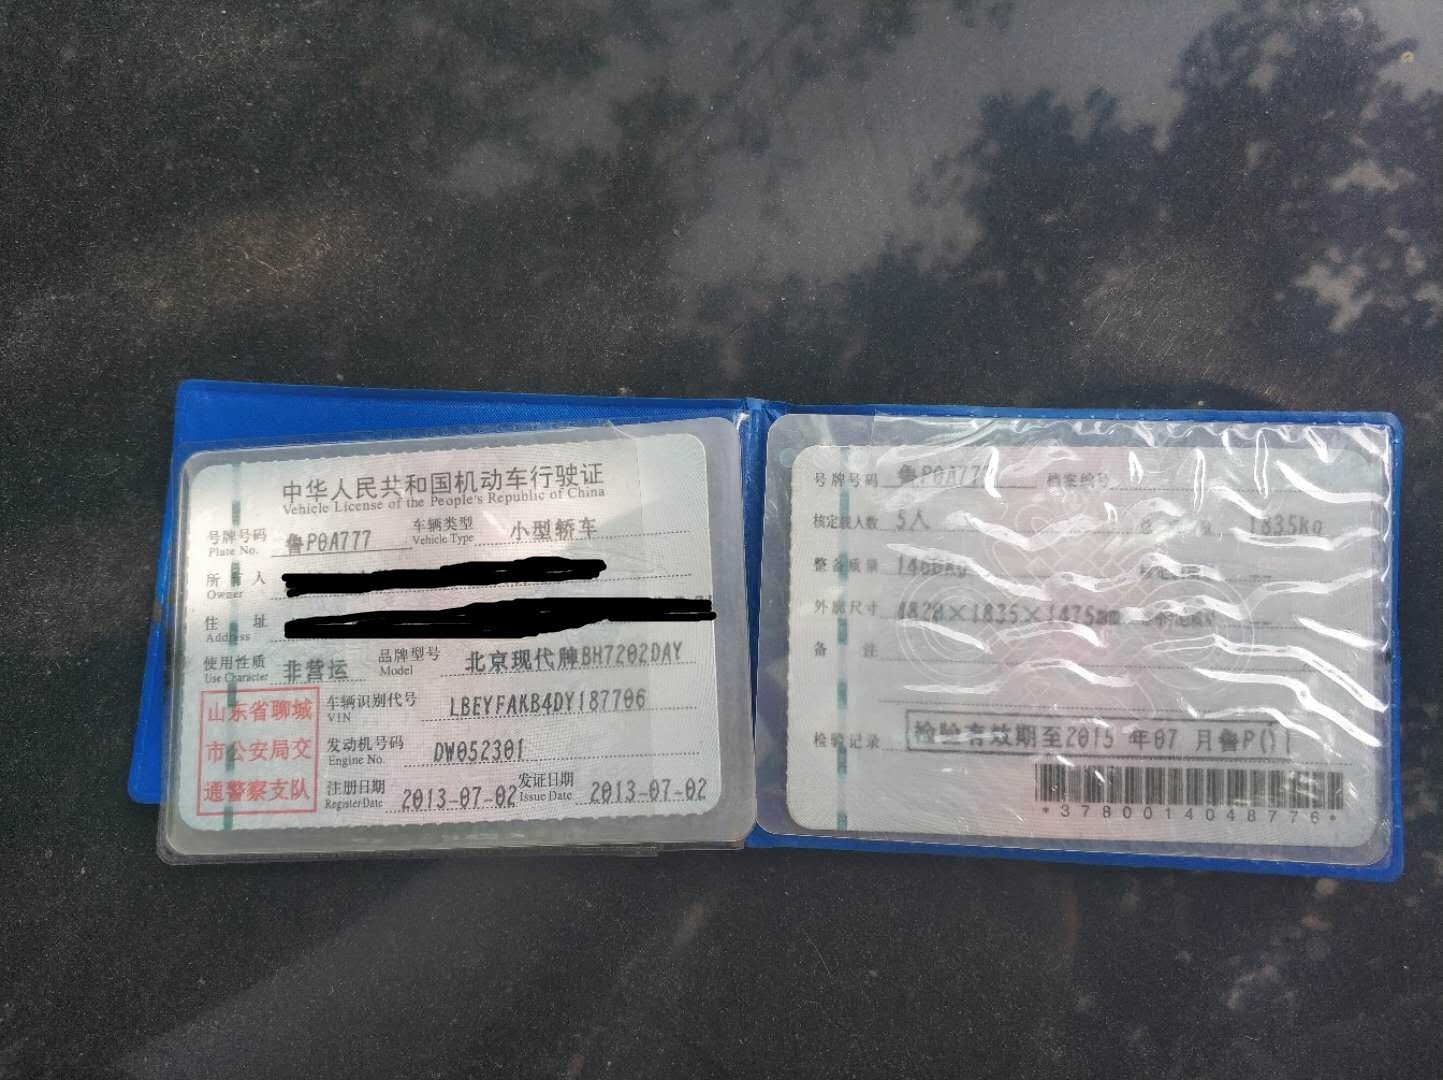 中华人民共和国机动车行驶证
Vehicle License of the People's Republic of China
号牌号码 鲁P0A777 车辆类型 小型轿车
Plate No. Vehicle Type
所有人
Owner
住址
Address
使用性质 非营运 品牌型号 北京现代牌BH7202DAY
Use Character Model
山东省聊城
市公安局交
通警察支队
车辆识别代号 LBEYFAKB4DY187706
VIN
发动机号码 DW052301
Engine No.
注册日期 2013-07-02 发证日期 2013-07-02
Register Date Issue Date
号牌号码 鲁P0A77 档案编号
核定载人数 5人 1835kg
整备质量
外廓尺寸 4820×1835×1475mm
备注
检验记录 检验有效期至2015年07月鲁P
*3780014048776*